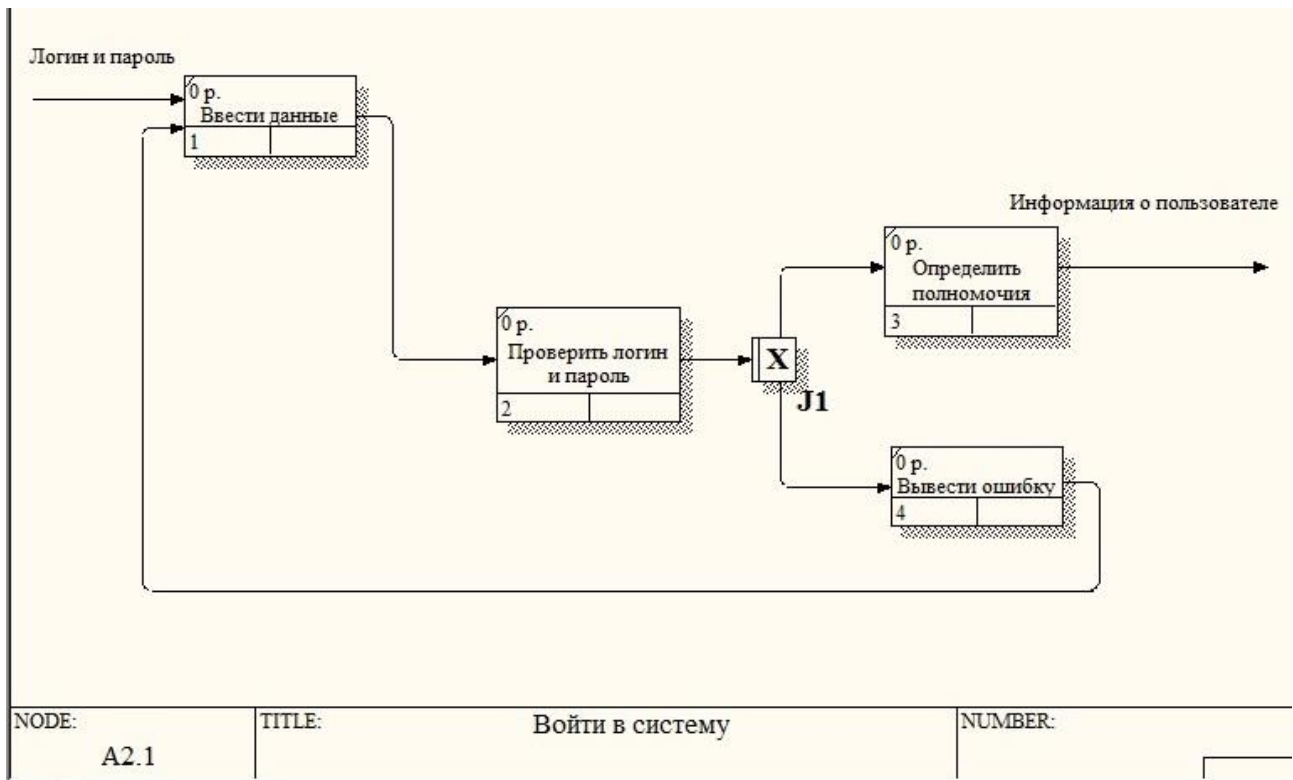 Логин и пароль
0 р.
Ввести данные
1
Информация о пользователе
0 р.
Определить
полномочия
3
0 р.
Проверить логин
и пароль
2
X
J1
0 р.
Вывести ошибку
4
NODE:
A2.1
TITLE:
Войти в систему
NUMBER: